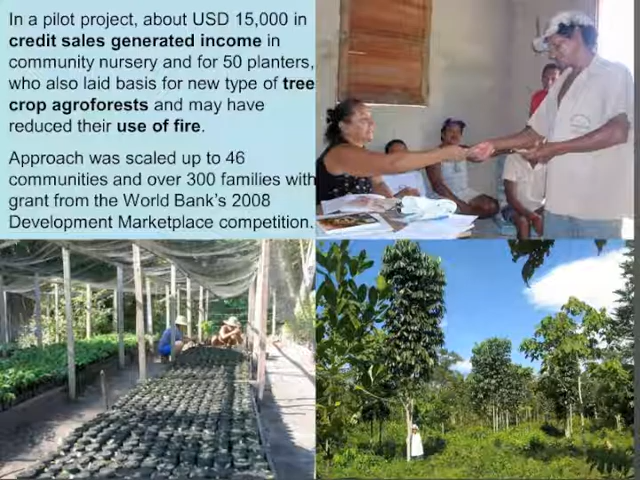 In a pilot project, about USD 15,000 in
credit sales generated income in
community nursery and for 50 planters,
who also laid basis for new type of tree
crop agroforests and may have
reduced their use of fire.
Approach was scaled up to 46
communities and over 300 families with
grant from the World Bank's 2008
Development Marketplace competition.